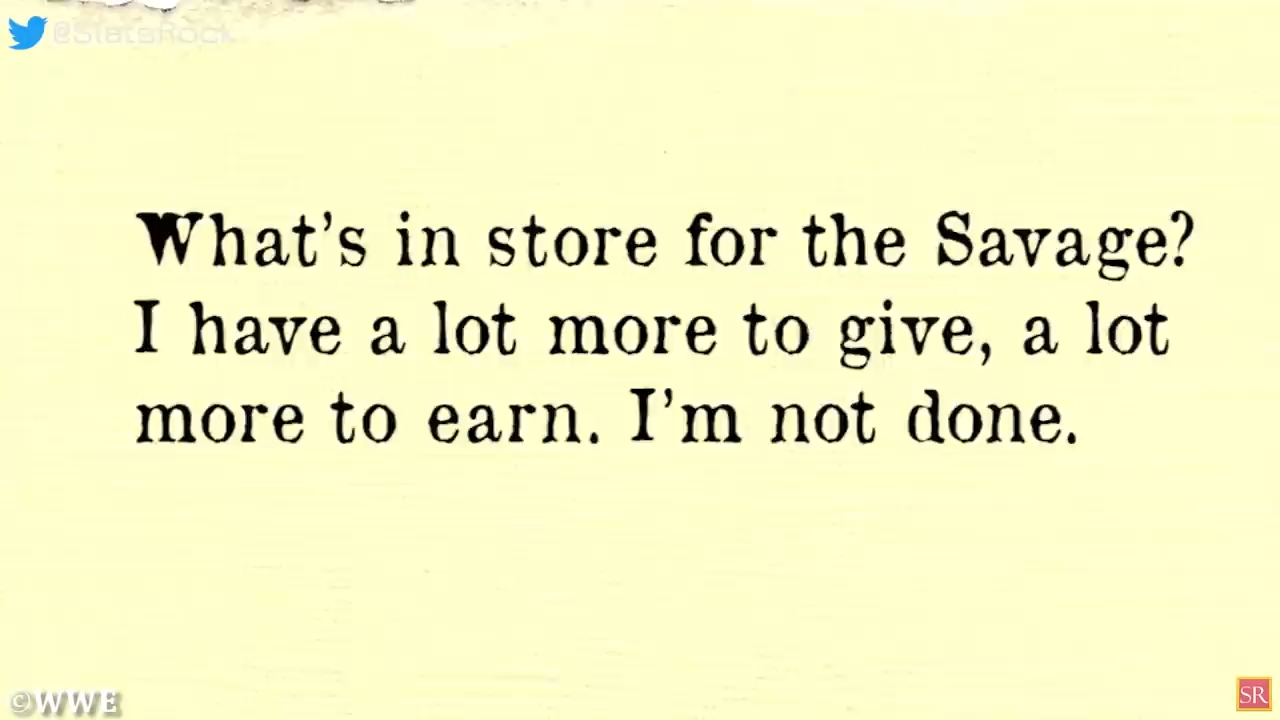 @SlateRock
What's in store for the Savage?
I have a lot more to give, a lot
more to earn. I'm not done.
©WWE
SR